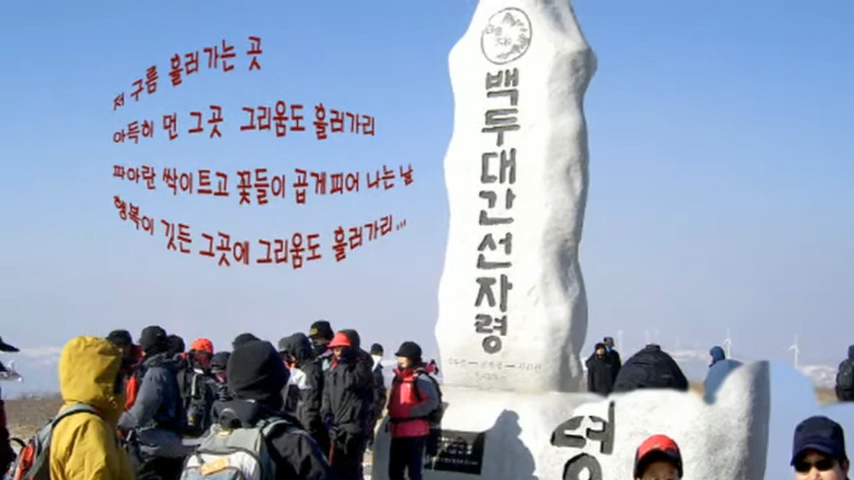 저 구름 흘러가는 곳
아득히 먼 그곳 그리움도 흘러가리
파아란 싹이트고 꽃들이 곱게피어 나는 날
행복이 깃든 그곳에 그리움도 흘러가리...
백두대간선자령
령